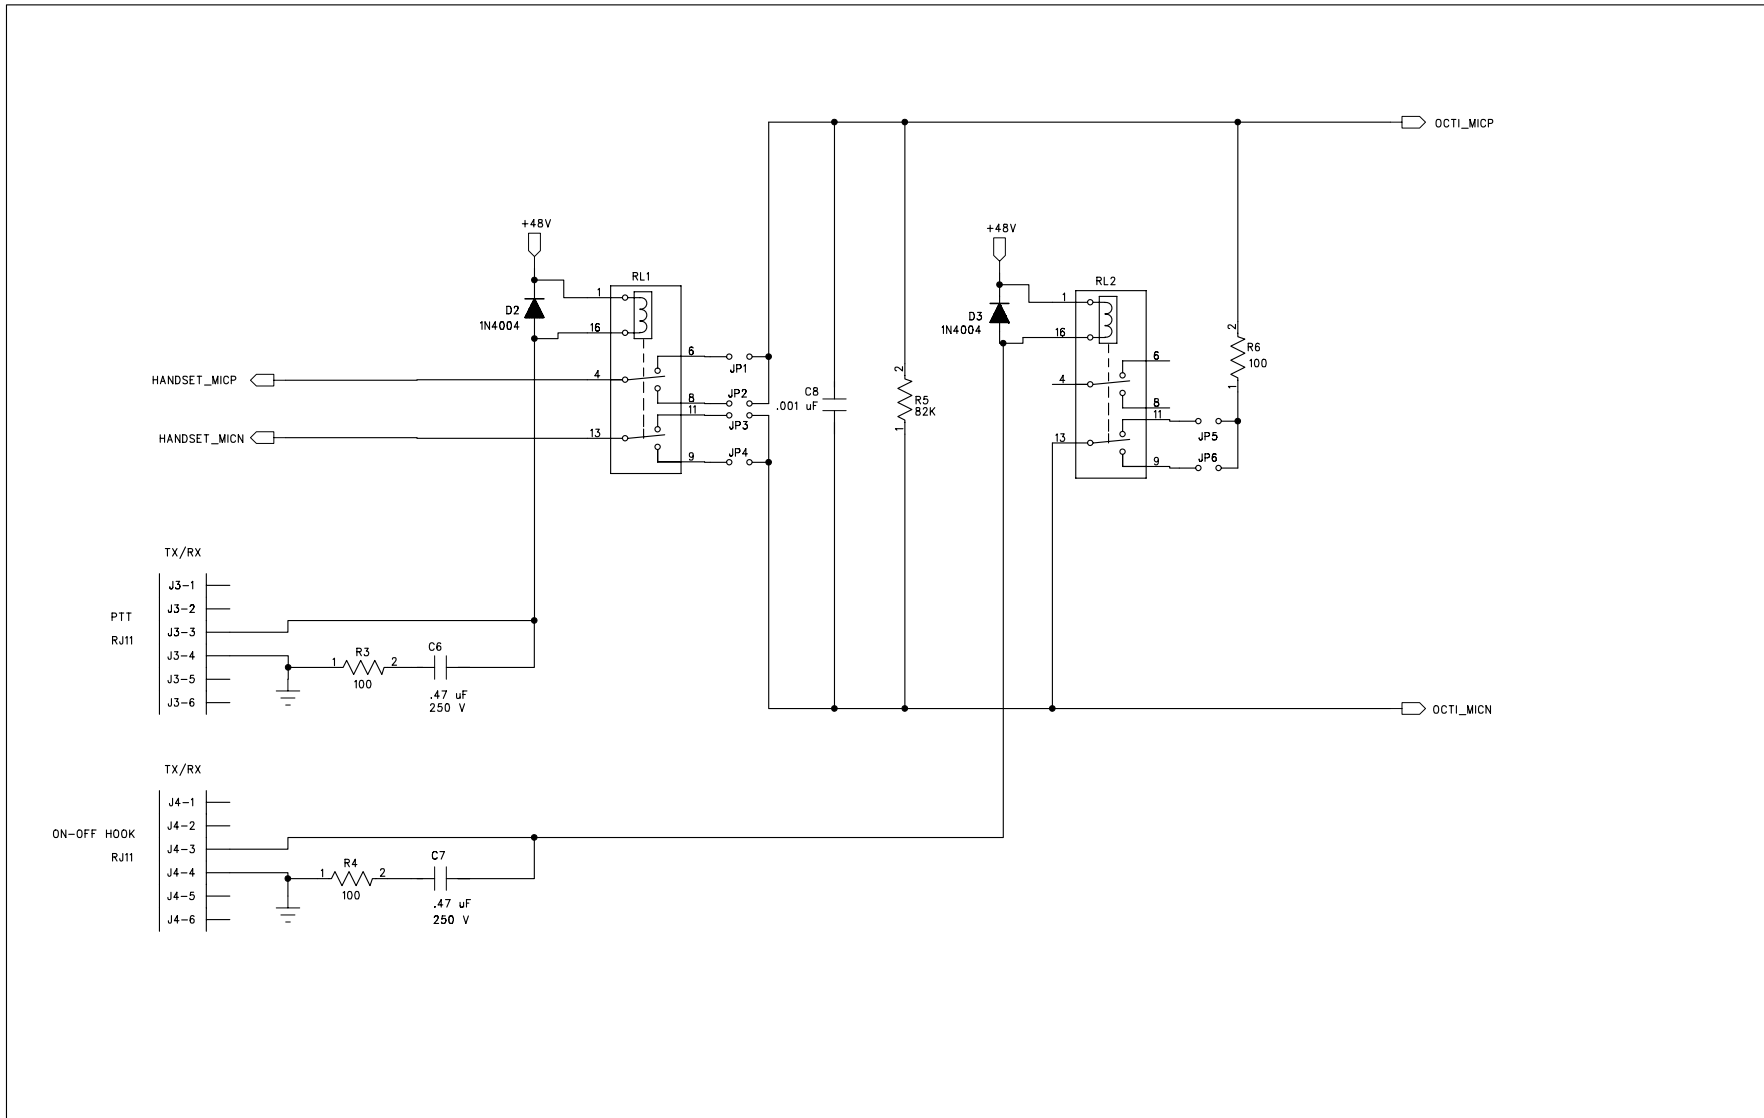 OCTI_MICP
+48V
+48V
RL1
RL2
1
1
D2
1N4004
16
D3
1N4004
16
2
R6
100
1
6
JP1
HANDSET_MICP
4
8
JP2
11
JP3
HANDSET_MICN
13
9
JP4
C8
.001 uF
2
R5
82K
1
6
4
8
11
JP5
13
9
JP6
TX/RX
J3-1
J3-2
PTT
J3-3
RJ11
J3-4
J3-5
J3-6
1
R3
2
100
C6
.47 uF
250 V
OCTI_MICN
TX/RX
J4-1
J4-2
ON-OFF HOOK
J4-3
RJ11
J4-4
J4-5
J4-6
1
R4
2
100
C7
.47 uF
250 V